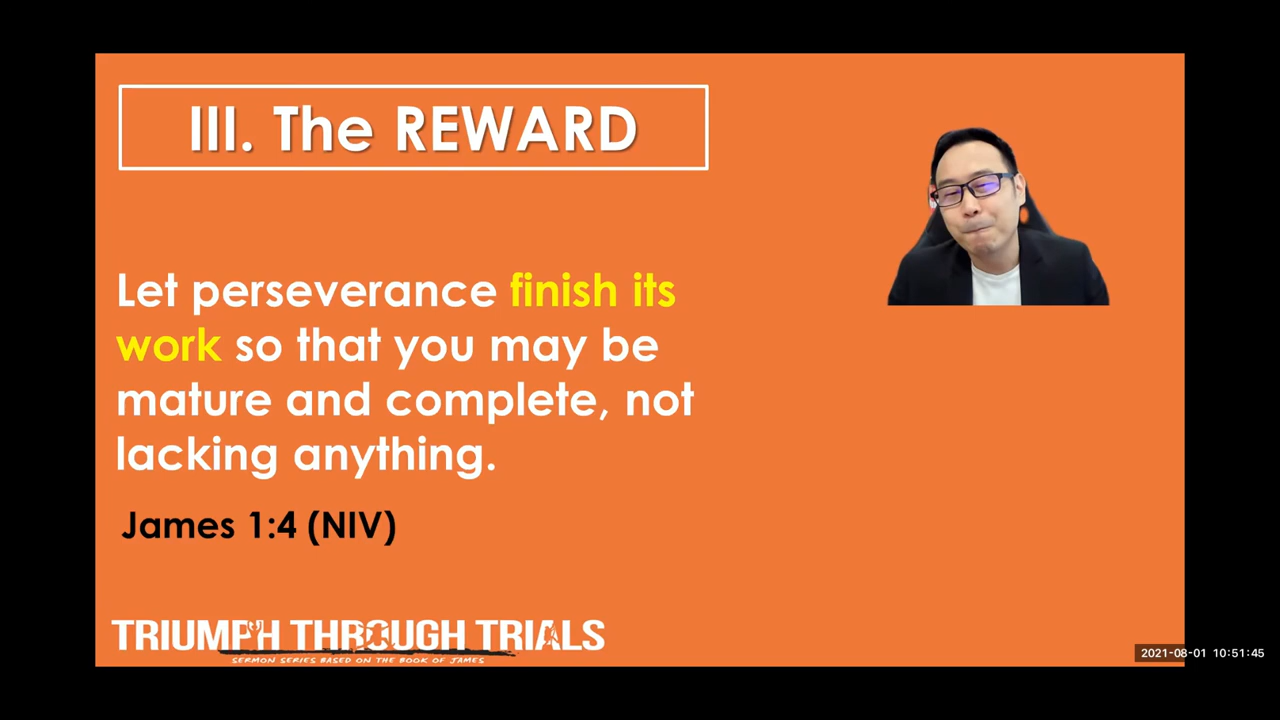 III. The REWARD
Let perseverance finish its
work so that you may be
mature and complete, not
lacking anything.
James 1:4 (NIV)
TRIUMPH THROUGH TRIALS
SERMON SERIES BASED ON THE BOOK OF JAMES
2021-08-01 10:51:45